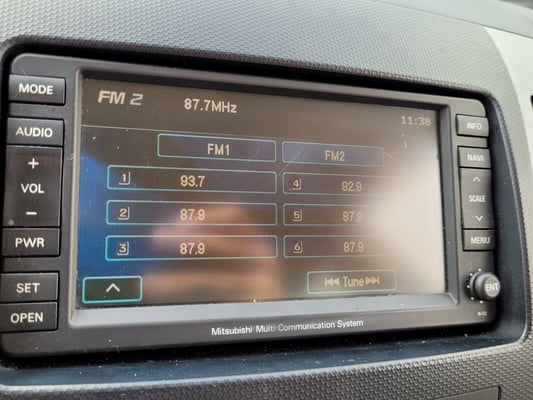 MODE
AUDIO
+
VOL
−
PWR
SET
OPEN
FM 2
87.7MHz
11:38
FM1
FM2
1 93.7
4 92.9
2 87.9
5 87.9
3 87.9
6 87.9
Tune
INFO
NAVI
SCALE
MENU
ENT
Mitsubishi Multi Communication System